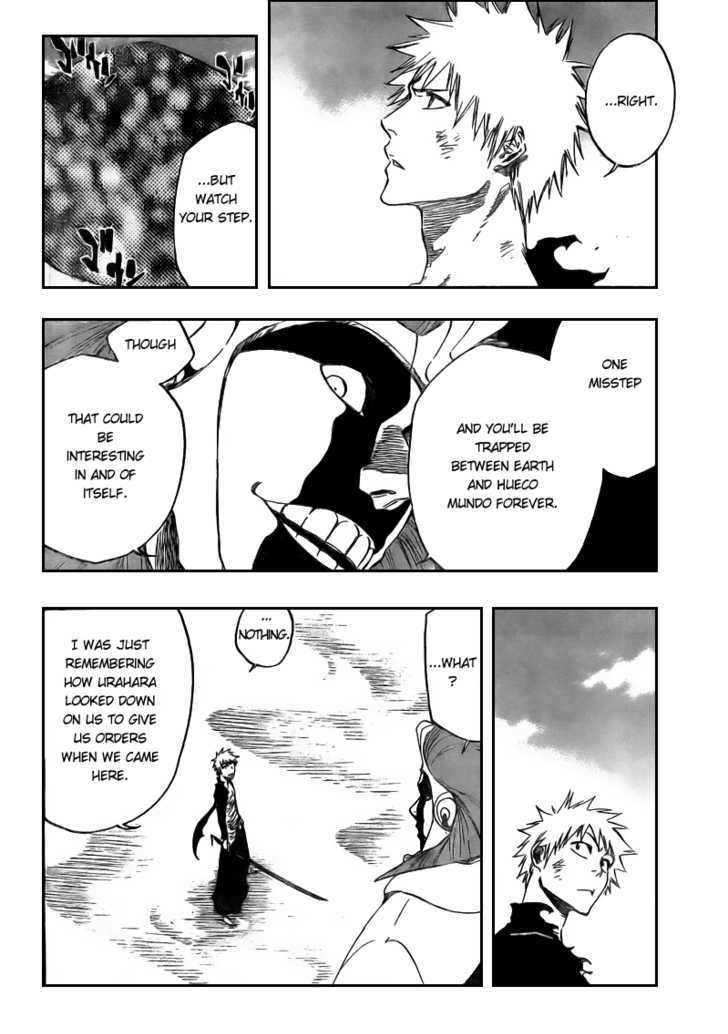 ...RIGHT.
...BUT
WATCH
YOUR STEP.
ONE
MISSTEP
AND YOU'LL BE
TRAPPED
BETWEEN EARTH
AND HUECO
MUNDO FOREVER.
THOUGH
THAT COULD
BE
INTERESTING
IN AND OF
ITSELF.
...WHAT
?
...
NOTHING.
I WAS JUST
REMEMBERING
HOW URAHARA
LOOKED DOWN
ON US TO GIVE
US ORDERS
WHEN WE CAME
HERE.